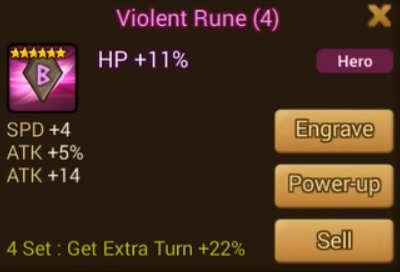 Violent Rune (4)
HP +11%
Hero
SPD +4
ATK +5%
ATK +14
Engrave
Power-up
Sell
4 Set : Get Extra Turn +22%